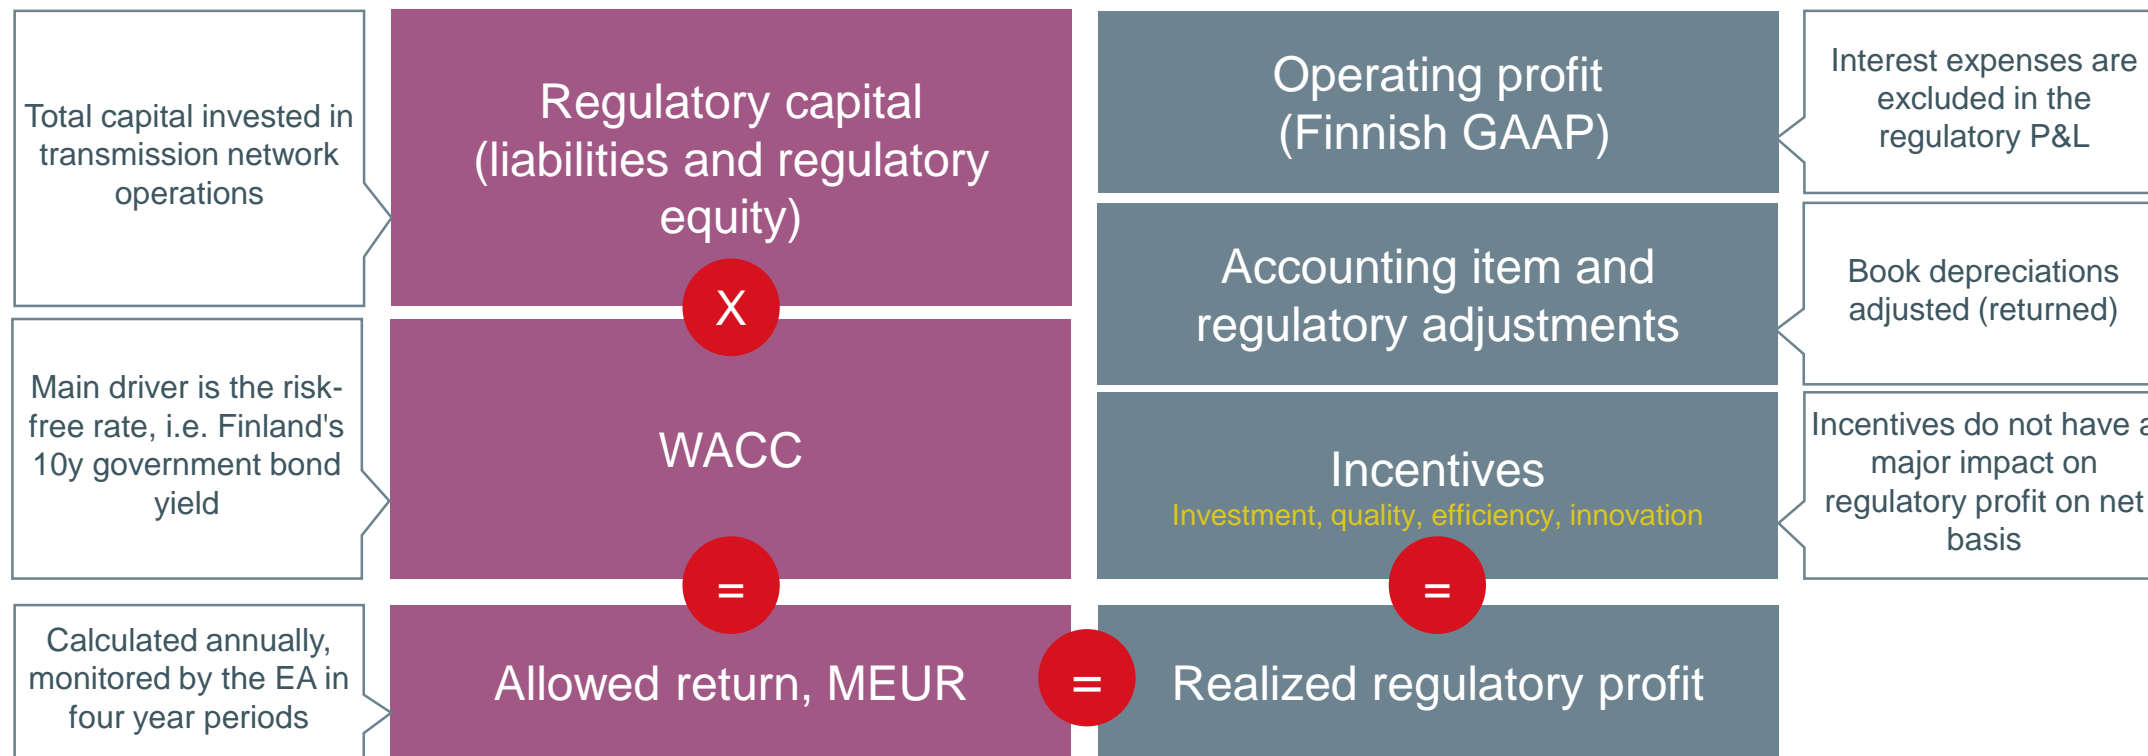 Total capital invested in
transmission network
operations
Regulatory capital
(liabilities and regulatory
equity)
X
Main driver is the risk-
free rate, i.e. Finland's
10y government bond
yield
WACC
=
Calculated annually,
monitored by the EA in
four year periods
Allowed return, MEUR
=
Operating profit
(Finnish GAAP)
Interest expenses are
excluded in the
regulatory P&L
Accounting item and
regulatory adjustments
Book depreciations
adjusted (returned)
Incentives
Investment, quality, efficiency, innovation
Incentives do not have a
major impact on
regulatory profit on net
basis
=
Realized regulatory profit